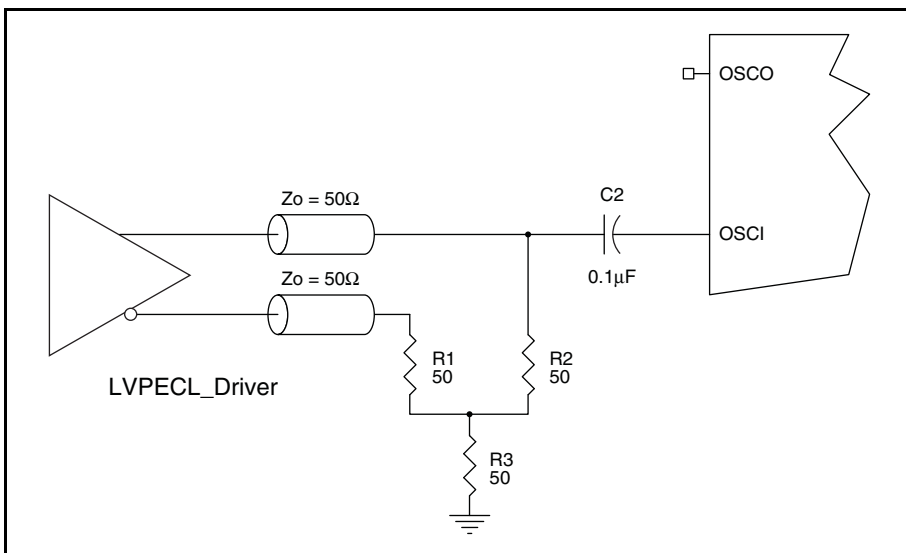 OSCO
C2
Zo = 50Ω
OSCI
0.1μF
Zo = 50Ω
R1
50
R2
50
LVPECL_Driver
R3
50